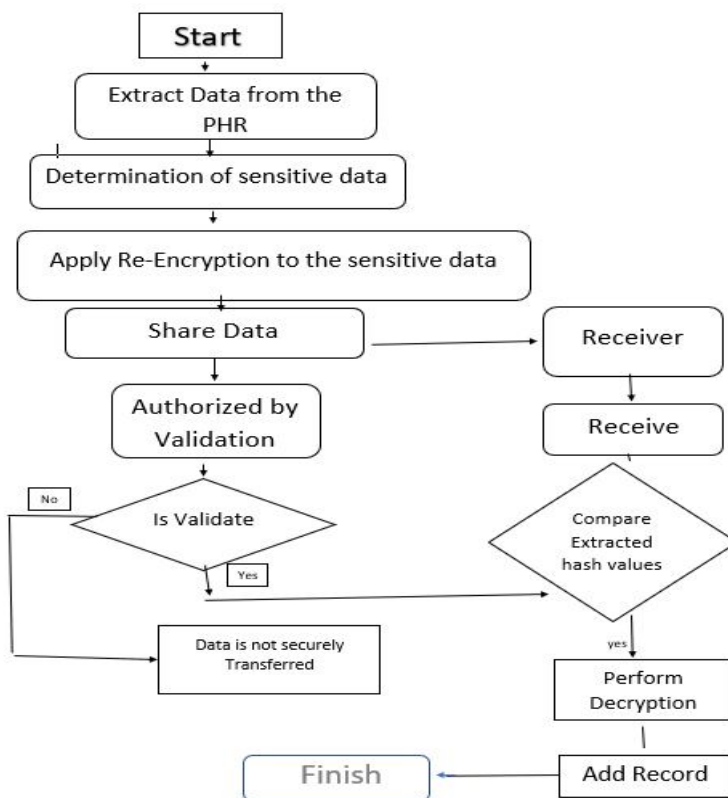 Start
Extract Data from the
PHR
Determination of sensitive data
Apply Re-Encryption to the sensitive data
Share Data
Receiver
Authorized by
Validation
Receive
No
Is Validate
Compare
Extracted
hash values
Yes
Data is not securely
Transferred
yes
Perform
Decryption
Finish
Add Record